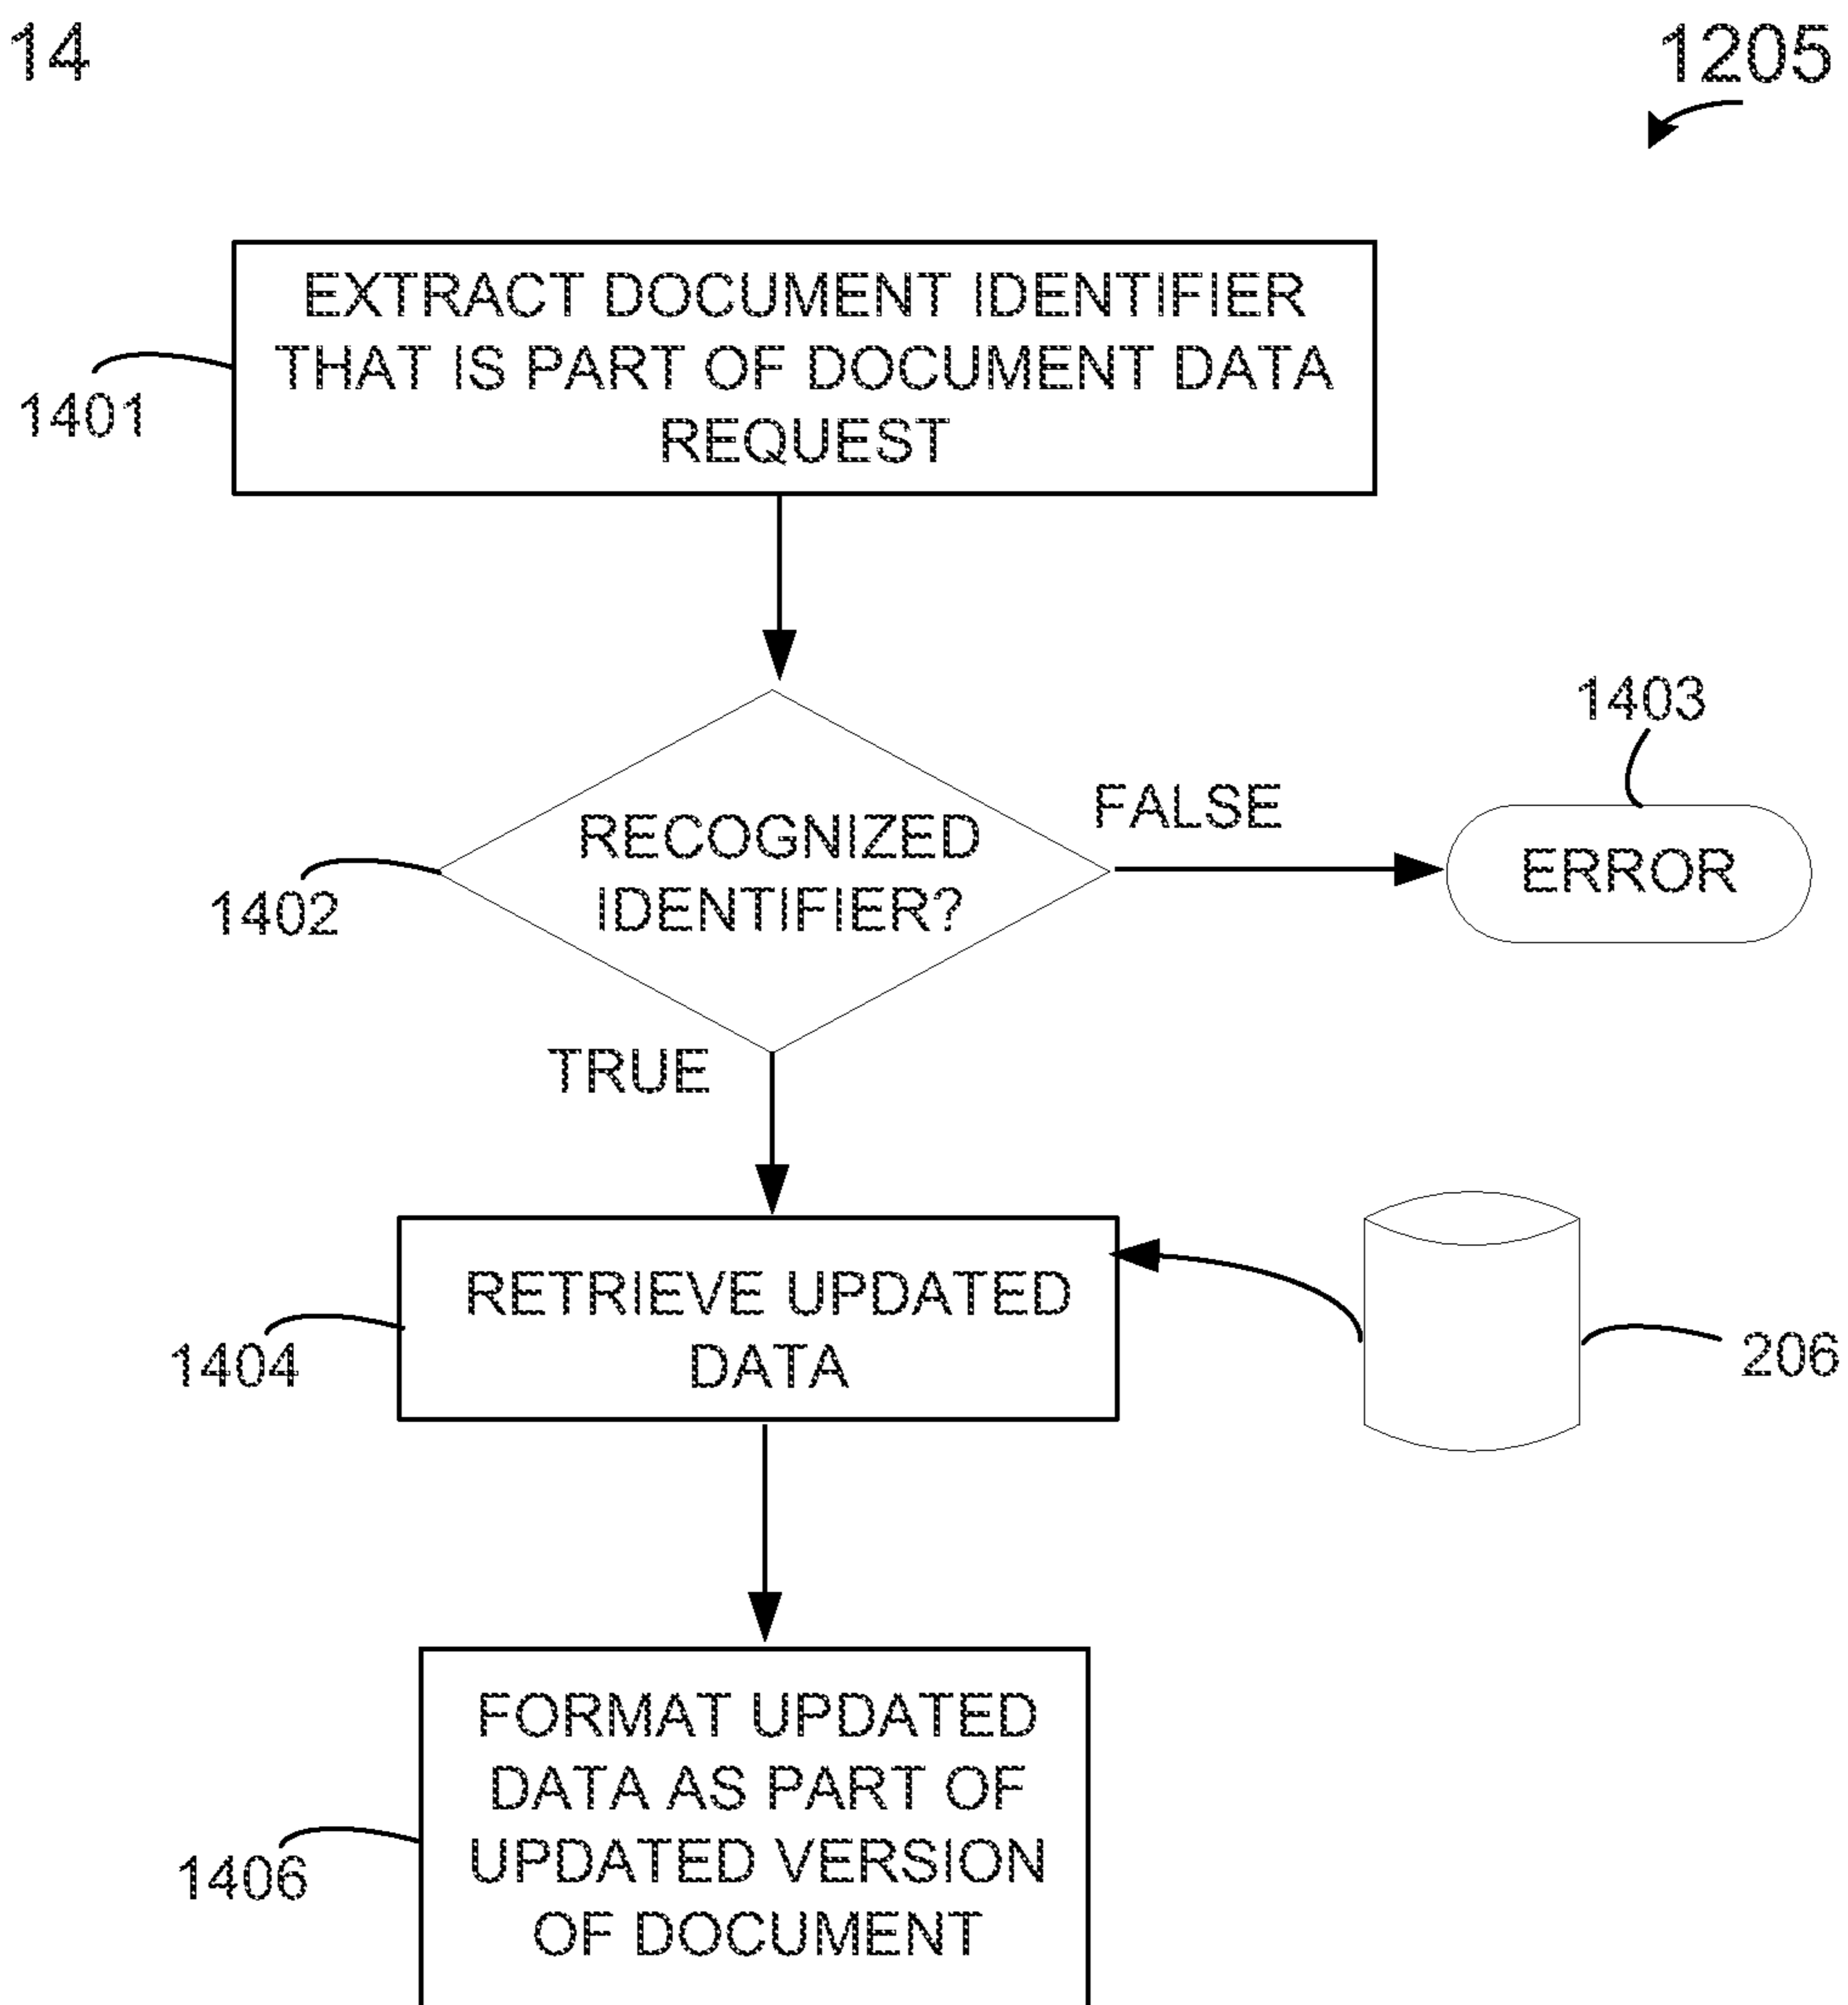 14
1205
EXTRACT DOCUMENT IDENTIFIER
THAT IS PART OF DOCUMENT DATA
REQUEST
1401
1403
FALSE
RECOGNIZED
IDENTIFIER?
ERROR
1402
TRUE
RETRIEVE UPDATED
DATA
1404
206
FORMAT UPDATED
DATA AS PART OF
UPDATED VERSION
OF DOCUMENT
1406